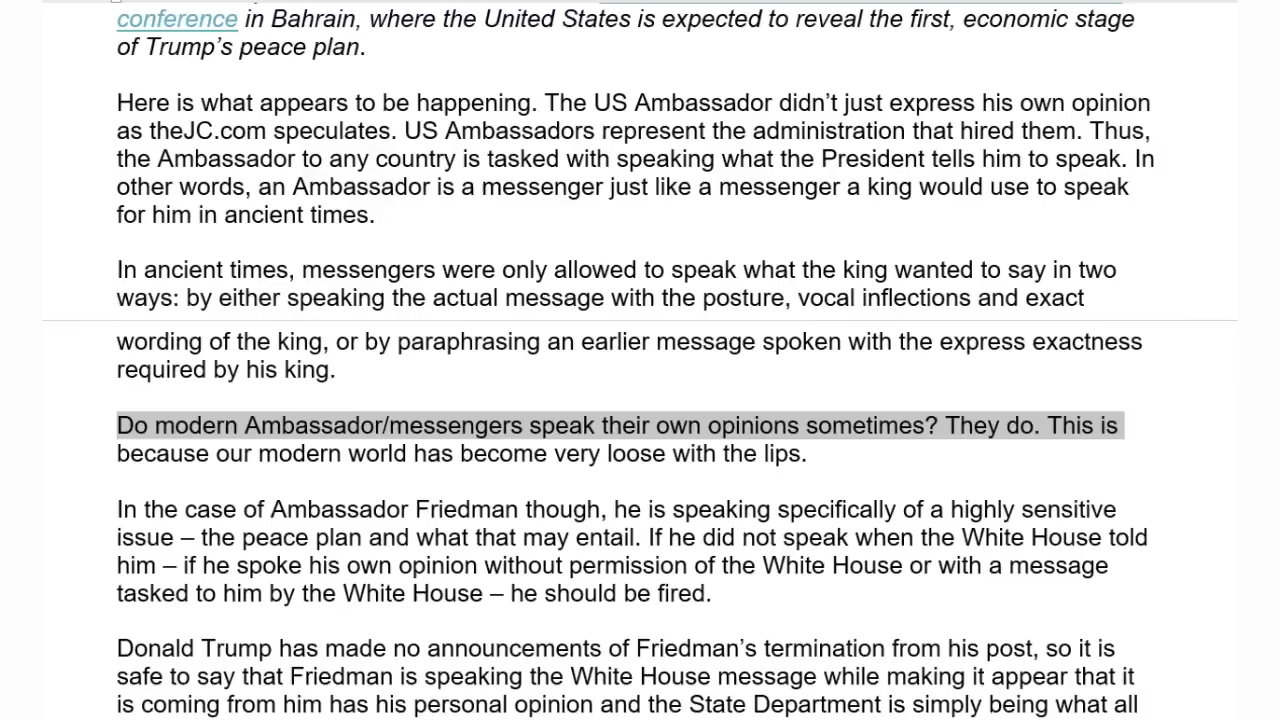 conference in Bahrain, where the United States is expected to reveal the first, economic stage
of Trump’s peace plan.
Here is what appears to be happening. The US Ambassador didn’t just express his own opinion
as theJC.com speculates. US Ambassadors represent the administration that hired them. Thus,
the Ambassador to any country is tasked with speaking what the President tells him to speak. In
other words, an Ambassador is a messenger just like a messenger a king would use to speak
for him in ancient times.
In ancient times, messengers were only allowed to speak what the king wanted to say in two
ways: by either speaking the actual message with the posture, vocal inflections and exact
wording of the king, or by paraphrasing an earlier message spoken with the express exactness
required by his king.
Do modern Ambassador/messengers speak their own opinions sometimes? They do. This is
because our modern world has become very loose with the lips.
In the case of Ambassador Friedman though, he is speaking specifically of a highly sensitive
issue – the peace plan and what that may entail. If he did not speak when the White House told
him – if he spoke his own opinion without permission of the White House or with a message
tasked to him by the White House – he should be fired.
Donald Trump has made no announcements of Friedman’s termination from his post, so it is
safe to say that Friedman is speaking the White House message while making it appear that it
is coming from him has his personal opinion and the State Department is simply being what all